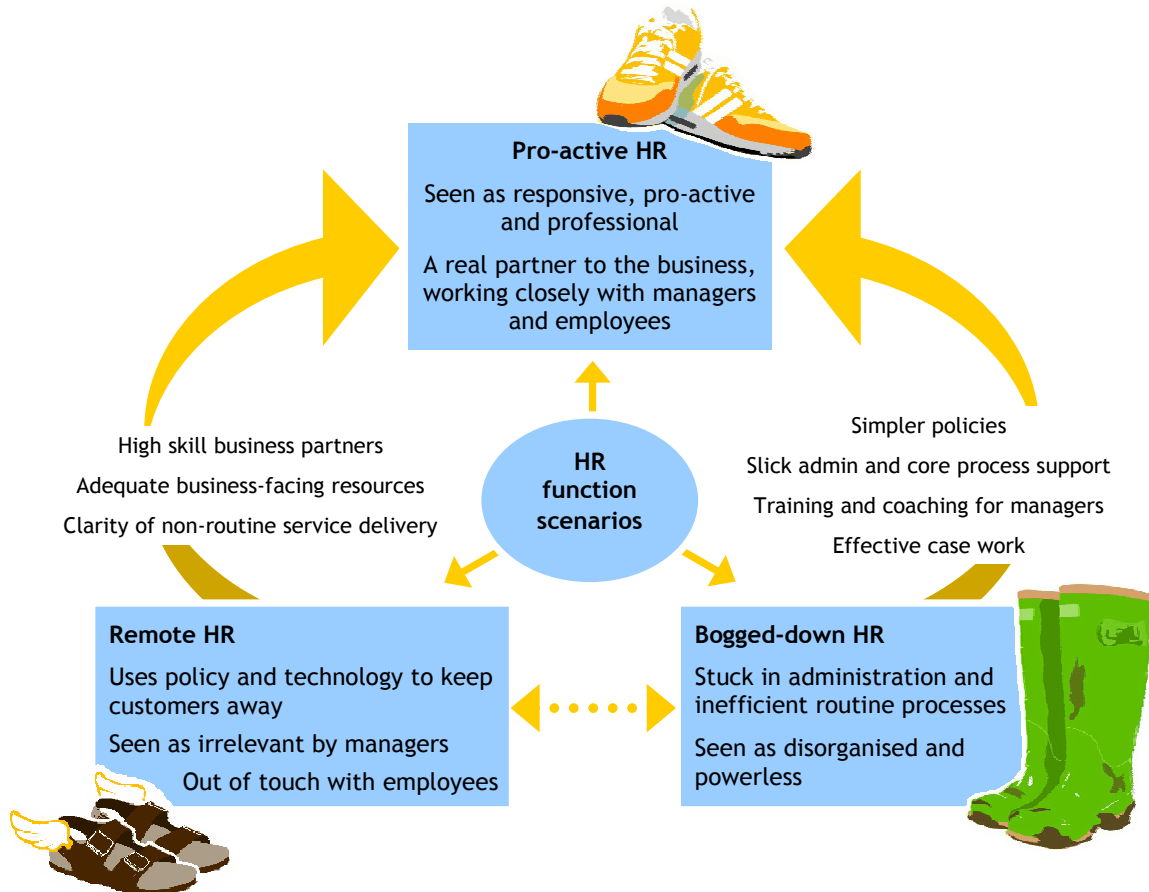 Pro-active HR
Seen as responsive, pro-active
and professional
A real partner to the business,
working closely with managers
and employees
High skill business partners
Adequate business-facing resources
Clarity of non-routine service delivery
HR
function
scenarios
Simpler policies
Slick admin and core process support
Training and coaching for managers
Effective case work
Remote HR
Uses policy and technology to keep
customers away
Seen as irrelevant by managers
Out of touch with employees
Bogged-down HR
Stuck in administration and
inefficient routine processes
Seen as disorganised and
powerless